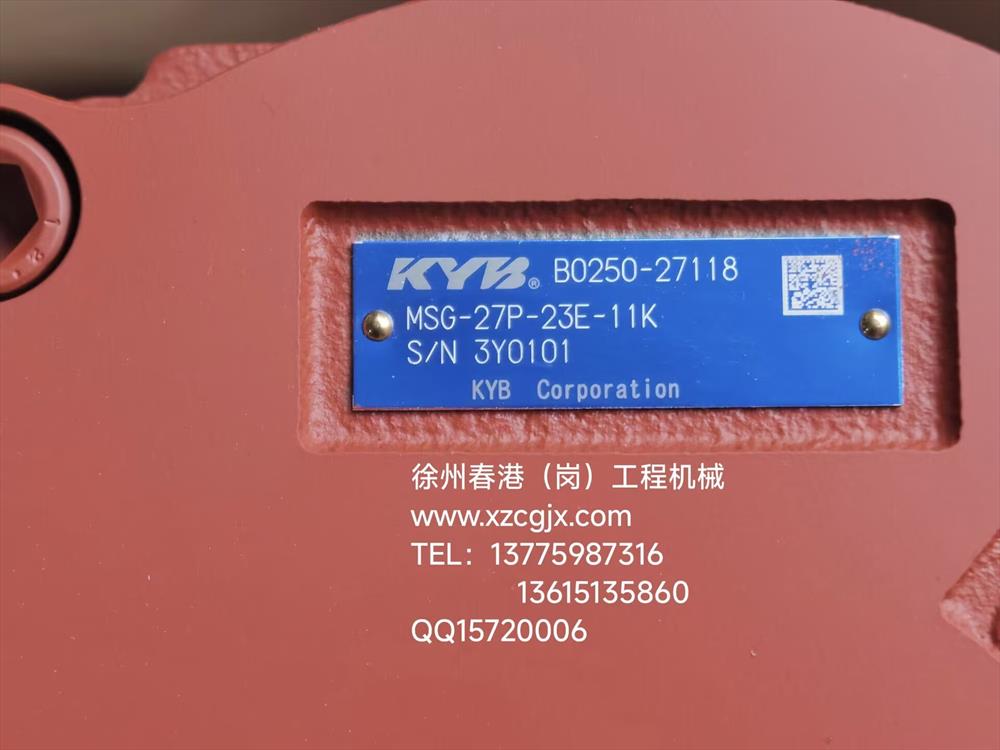 KYB® B0250-27118
MSG-27P-23E-11K
S/N 3Y0101
KYB Corporation
徐州春港（岗）工程机械
www.xzcgjx.com
TEL：13775987316
13615135860
QQ15720006